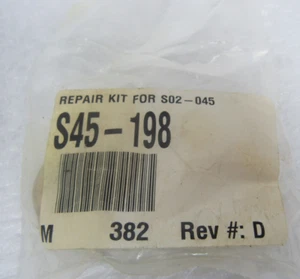 REPAIR KIT FOR S02-045
S45-198
M 382 Rev #: D